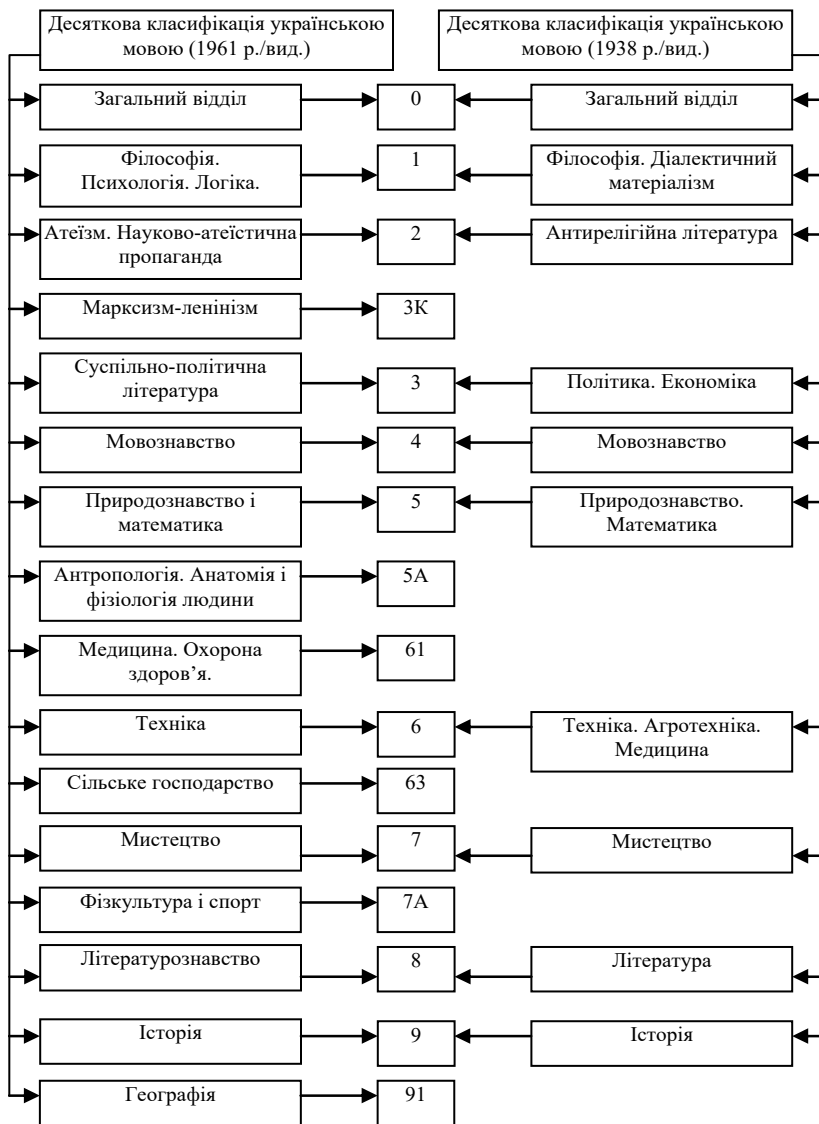 Десяткова класифікація українською
мовою (1961 р./вид.)
Десяткова класифікація українською
мовою (1938 р./вид.)
Загальний відділ
0
Загальний відділ
Філософія.
Психологія. Логіка.
1
Філософія. Діалектичний
матеріалізм
Атеїзм. Науково-атеїстична
пропаганда
2
Антирелігійна література
Марксизм-ленінізм
3К
Суспільно-політична
література
3
Політика. Економіка
Мовознавство
4
Мовознавство
Природознавство і
математика
5
Природознавство.
Математика
Антропологія. Анатомія і
фізіологія людини
5А
Медицина. Охорона
здоров’я.
61
Техніка
6
Техніка. Агротехніка.
Медицина
Сільське господарство
63
Мистецтво
7
Мистецтво
Фізкультура і спорт
7А
Літературознавство
8
Література
Історія
9
Історія
Географія
91